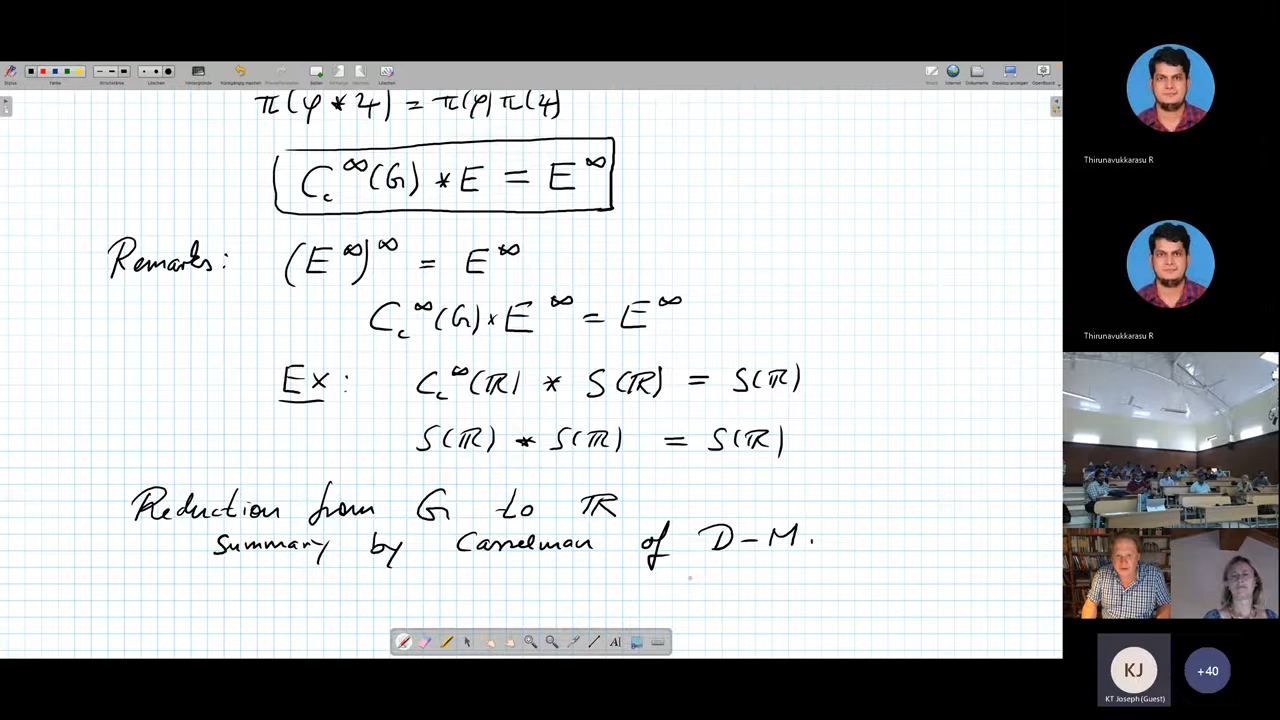 π(φ * ψ) = π(φ) π(ψ)
C_c^∞(G) * E = E^∞
Remarks: (E^∞)^∞ = E^∞
C_c^∞(G) * E^∞ = E^∞
Ex: C_c^∞(ℝ) * S(ℝ) = S(ℝ)
S(ℝ) * S(ℝ) = S(ℝ)
Reduction from G to ℝ
summary by Casselman of D-M.
Thirunavukkarasu R
Thirunavukkarasu R
KJ
+40
KT Joseph (Guest)